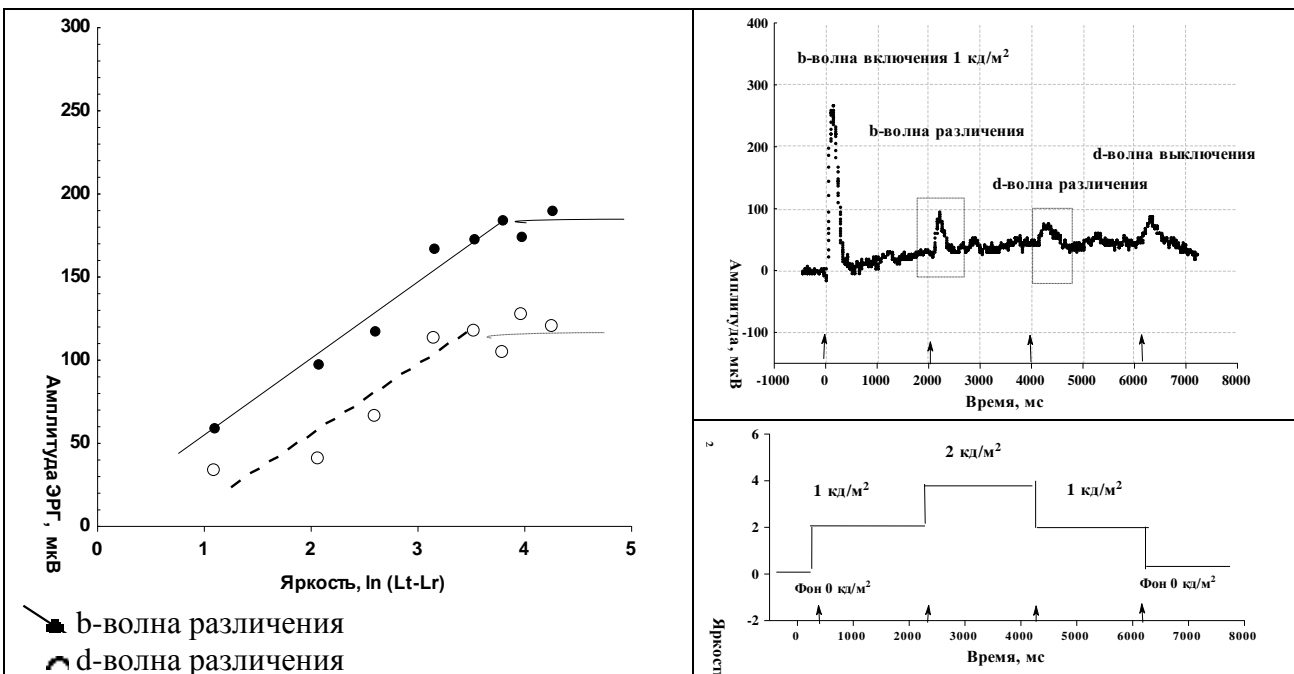 300
250
200
150
100
50
0
Амплитуда ЭРГ, мкВ
0 1 2 3 4 5
Яркость, ln (Lt-Lr)
b-волна различения
d-волна различения
400
300
200
100
0
-100
Амплитуда, мкВ
b-волна включения 1 кд/м²
b-волна различения
d-волна выключения
d-волна различения
-1000 0 1000 2000 3000 4000 5000 6000 7000 8000
Время, мс
6
4
2
0
-2
Яркост
2
2 кд/м²
1 кд/м²
1 кд/м²
Фон 0 кд/м²
Фон 0 кд/м²
0 1000 2000 3000 4000 5000 6000 7000 8000
Время, мс